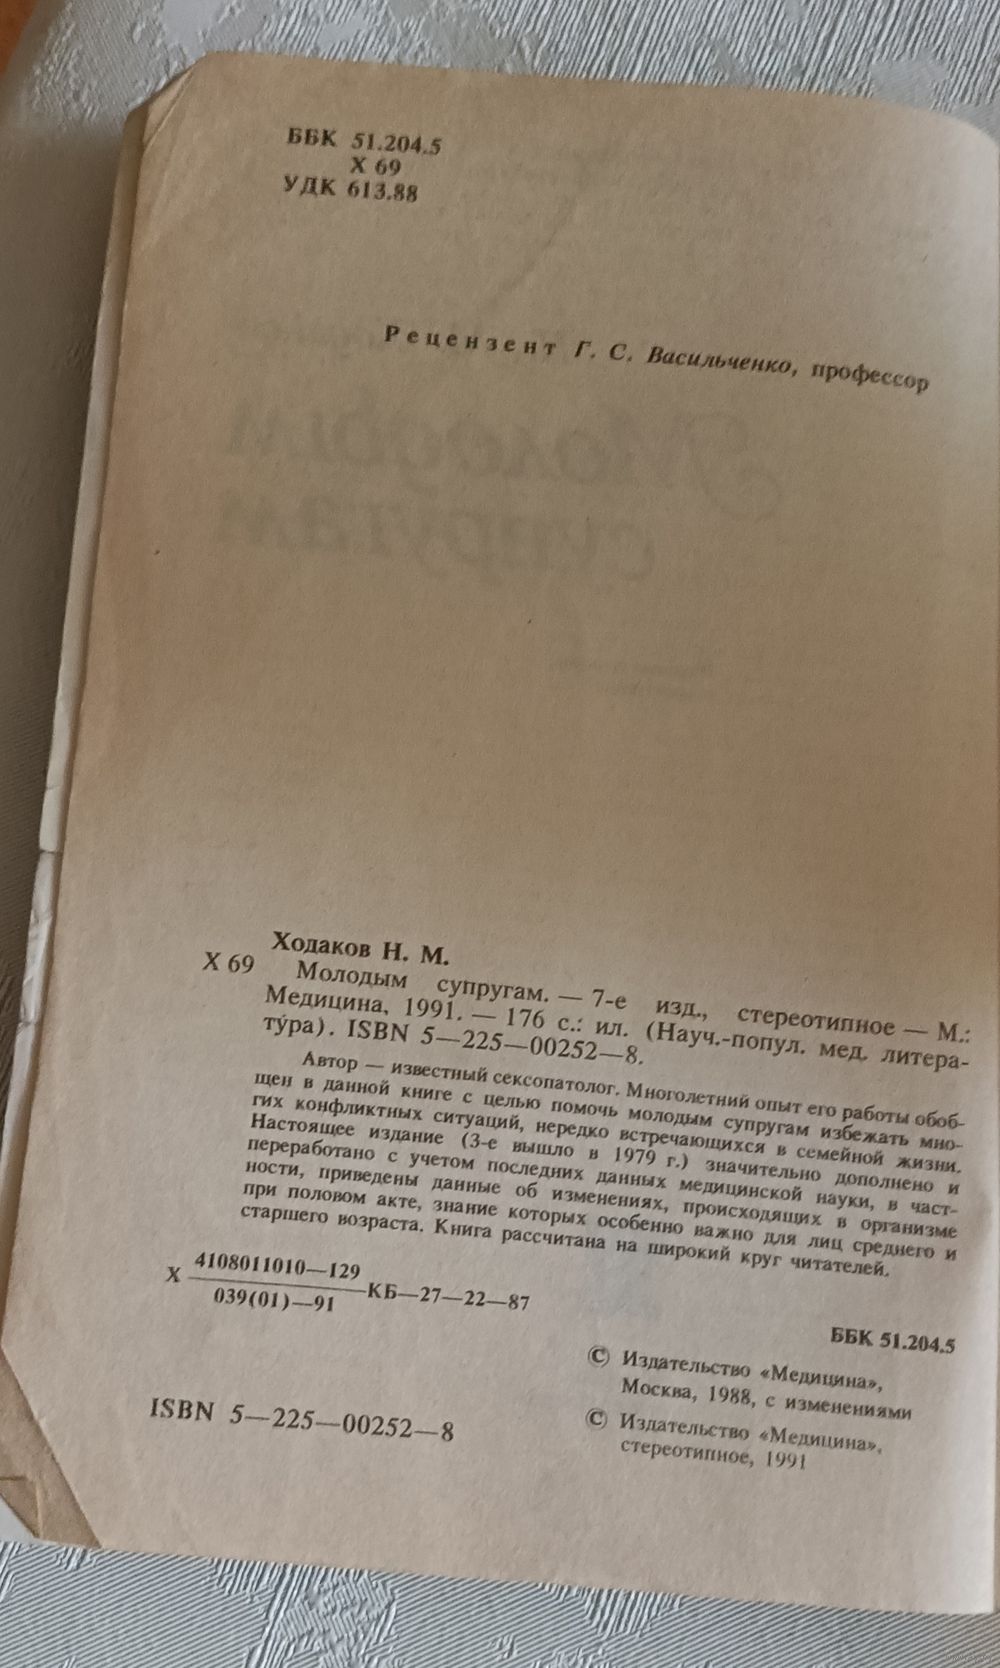 ББК 51.204.5
Х 69
УДК 613.88
Рецензент Г. С. Васильченко, профессор
Ходаков Н. М.
Х 69 Молодым супругам. — 7-е изд., стереотипное — М.:
Медицина, 1991. — 176 с.: ил. (Науч.-попул. мед. литера-
ту́ра). ISBN 5—225—00252—8.
Автор — известный сексопатолог. Многолетний опыт его работы обоб-
щен в данной книге с целью помочь молодым супругам избежать мно-
гих конфликтных ситуаций, нередко встречающихся в семейной жизни.
Настоящее издание (3-е вышло в 1979 г.) значительно дополнено и
переработано с учетом последних данных медицинской науки, в част-
ности, приведены данные об изменениях, происходящих в организме
при половом акте, знание которых особенно важно для лиц среднего и
старшего возраста. Книга рассчитана на широкий круг читателей.
Х 4108011010—129
039(01)—91 КБ—27—22—87
ББК 51.204.5
© Издательство «Медицина»,
Москва, 1988, с изменениями
© Издательство «Медицина»,
стереотипное, 1991
ISBN 5—225—00252—8
Молодым
супругам